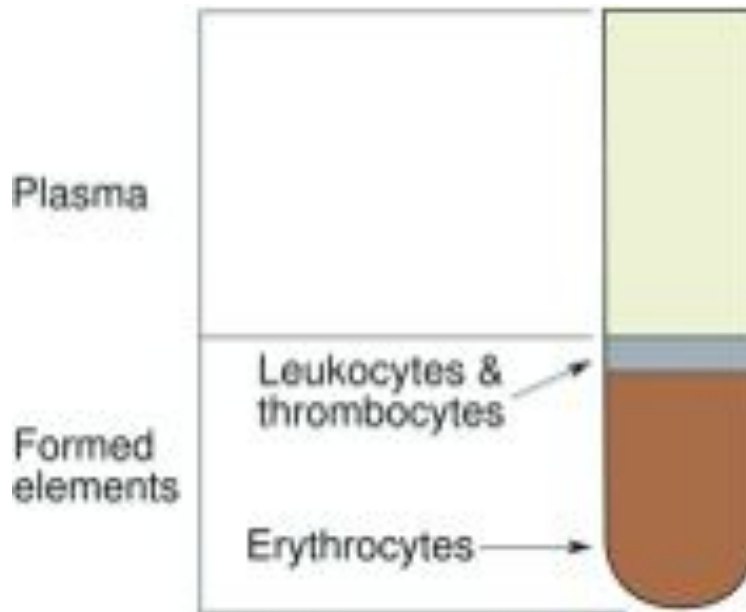 Plasma
Leukocytes &
thrombocytes
Formed
elements
Erythrocytes